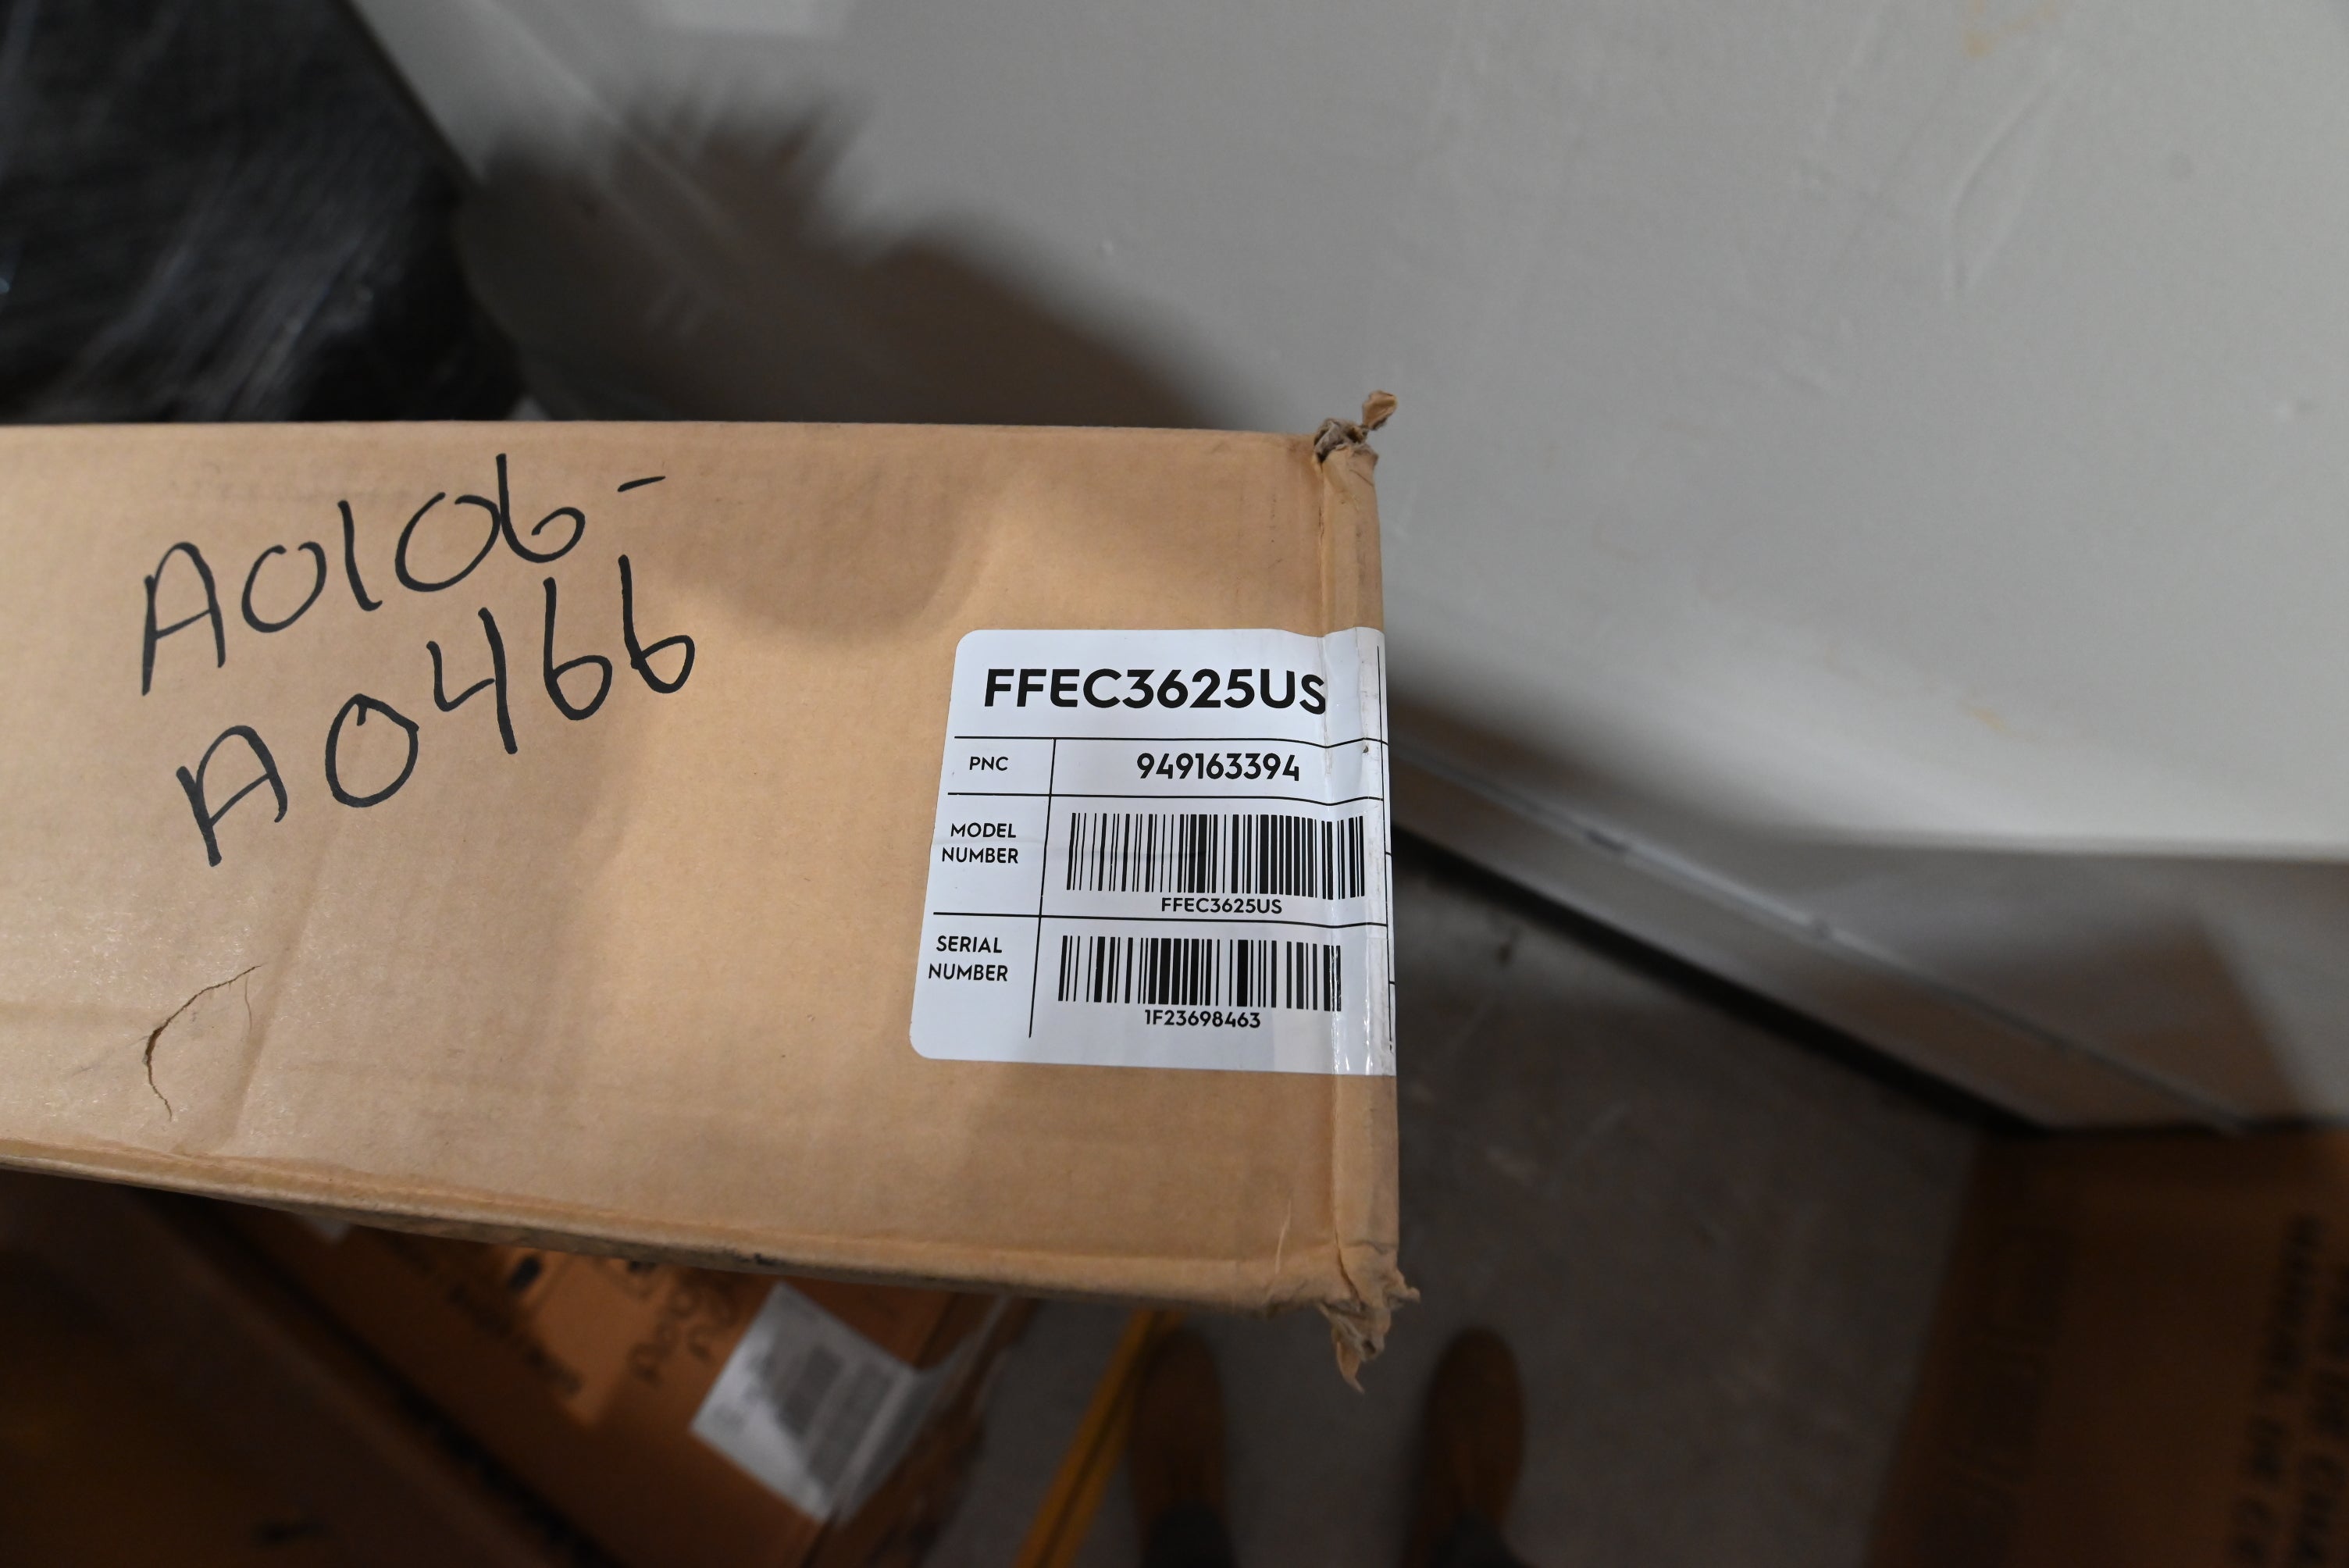 A0106-
A0466
FFEC3625US
PNC 949163394
MODEL NUMBER
FFEC3625US
SERIAL NUMBER
1F23698463